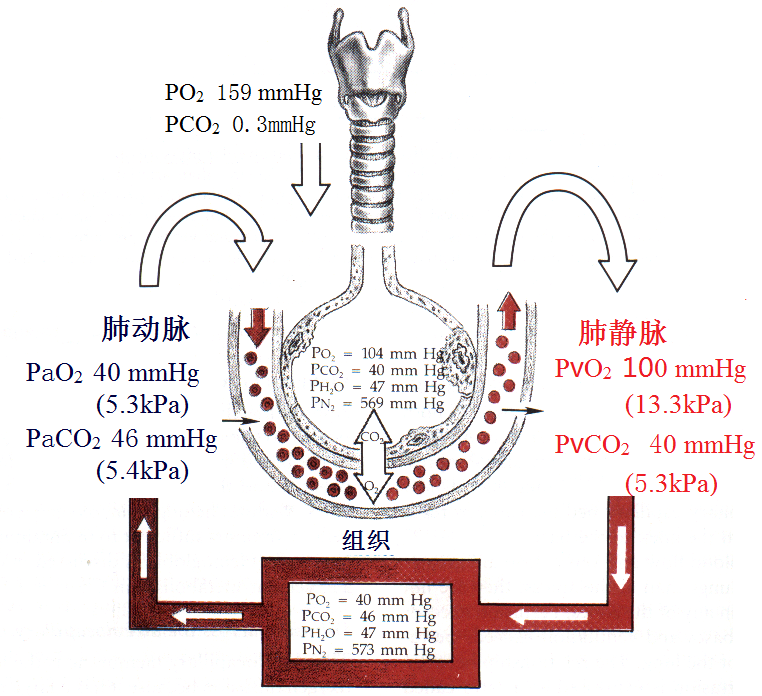 PO₂ 159 mmHg
PCO₂ 0.3mmHg
肺动脉
PaO₂ 40 mmHg
(5.3kPa)
PaCO₂ 46 mmHg
(5.4kPa)
PO₂ = 104 mm Hg
PCO₂ = 40 mm Hg
PH₂O = 47 mm Hg
PN₂ = 569 mm Hg
CO₂
O₂
肺静脉
PvO₂ 100 mmHg
(13.3kPa)
PvCO₂ 40 mmHg
(5.3kPa)
组织
PO₂ = 40 mm Hg
PCO₂ = 46 mm Hg
PH₂O = 47 mm Hg
PN₂ = 573 mm Hg